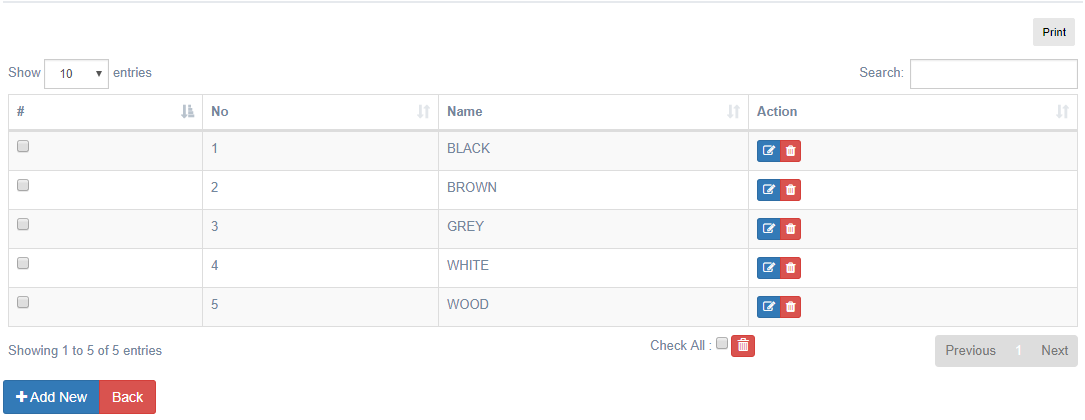 Print
Show 10 entries Search:
# No Name Action
1 BLACK
2 BROWN
3 GREY
4 WHITE
5 WOOD
Showing 1 to 5 of 5 entries Check All : Previous 1 Next
Add New Back